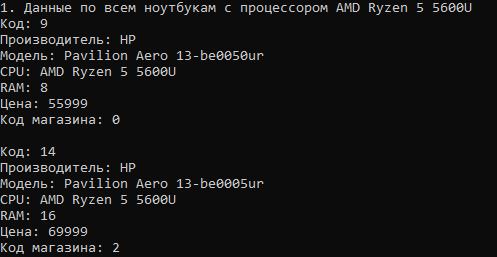 1. Данные по всем ноутбукам с процессором AMD Ryzen 5 5600U
Код: 9
Производитель: HP
Модель: Pavilion Aero 13-be0050ur
CPU: AMD Ryzen 5 5600U
RAM: 8
Цена: 55999
Код магазина: 0

Код: 14
Производитель: HP
Модель: Pavilion Aero 13-be0005ur
CPU: AMD Ryzen 5 5600U
RAM: 16
Цена: 69999
Код магазина: 2